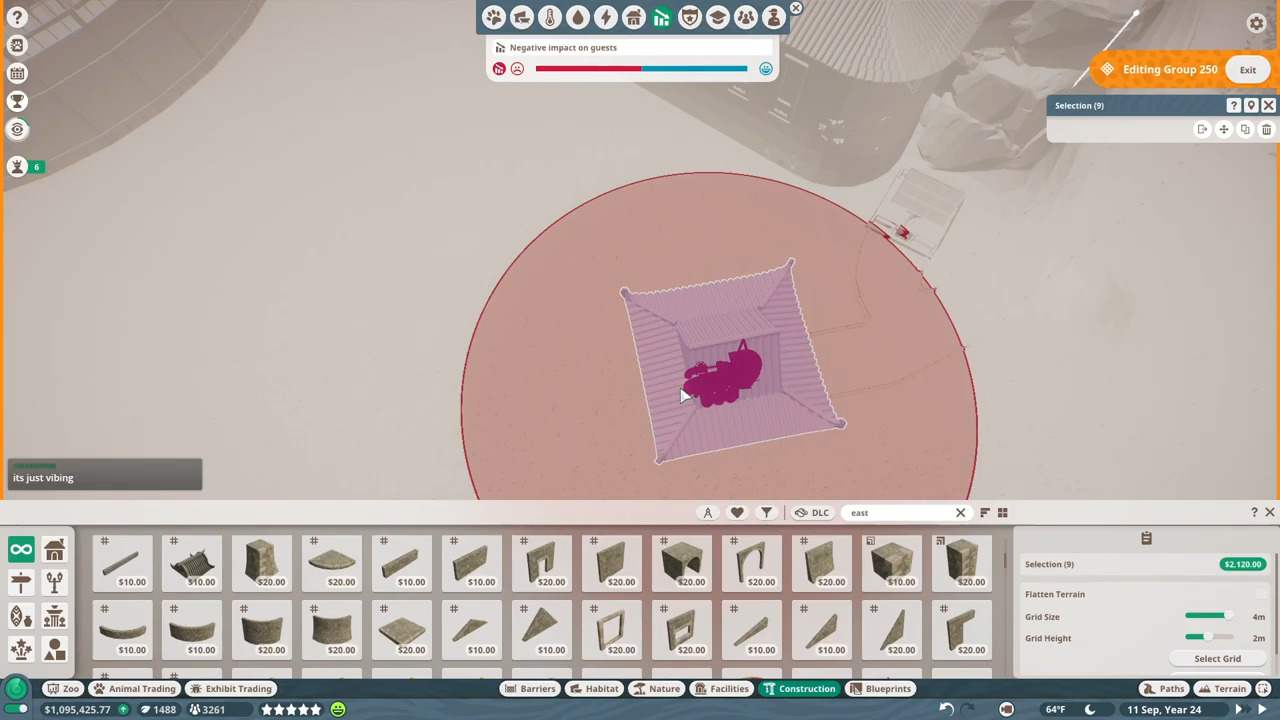 Negative impact on guests
Editing Group 250
Exit
Selection (9)
?
?
6
its just vibing
DLC
east
?
$10.00
$10.00
$20.00
$20.00
$10.00
$10.00
$20.00
$20.00
$20.00
$20.00
$20.00
$10.00
$20.00
$10.00
$10.00
$20.00
$20.00
$20.00
$10.00
$20.00
$20.00
$20.00
$10.00
$10.00
$20.00
$20.00
Selection (9)
$2,120.00
Flatten Terrain
Grid Size
4m
Grid Height
2m
Select Grid
Zoo
Animal Trading
Exhibit Trading
Barriers
Habitat
Nature
Facilities
Construction
Blueprints
Paths
Terrain
$1,095,425.77
1488
3261
64°F
11 Sep, Year 24